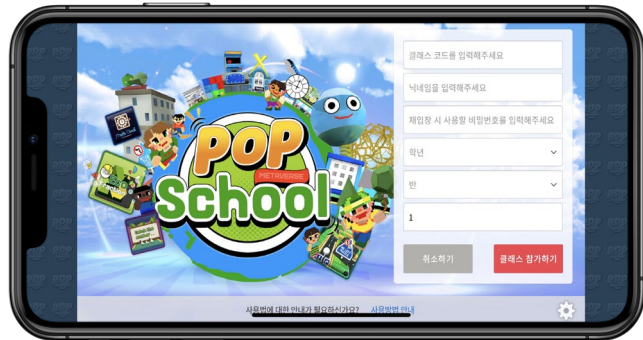 POP
METAVERSE
School
클래스 코드를 입력해주세요
닉네임을 입력해주세요
재입장 시 사용할 비밀번호를 입력해주세요
학년
반
1
취소하기
클래스 참가하기
사용법에 대한 안내가 필요하신가요? 사용방법 안내